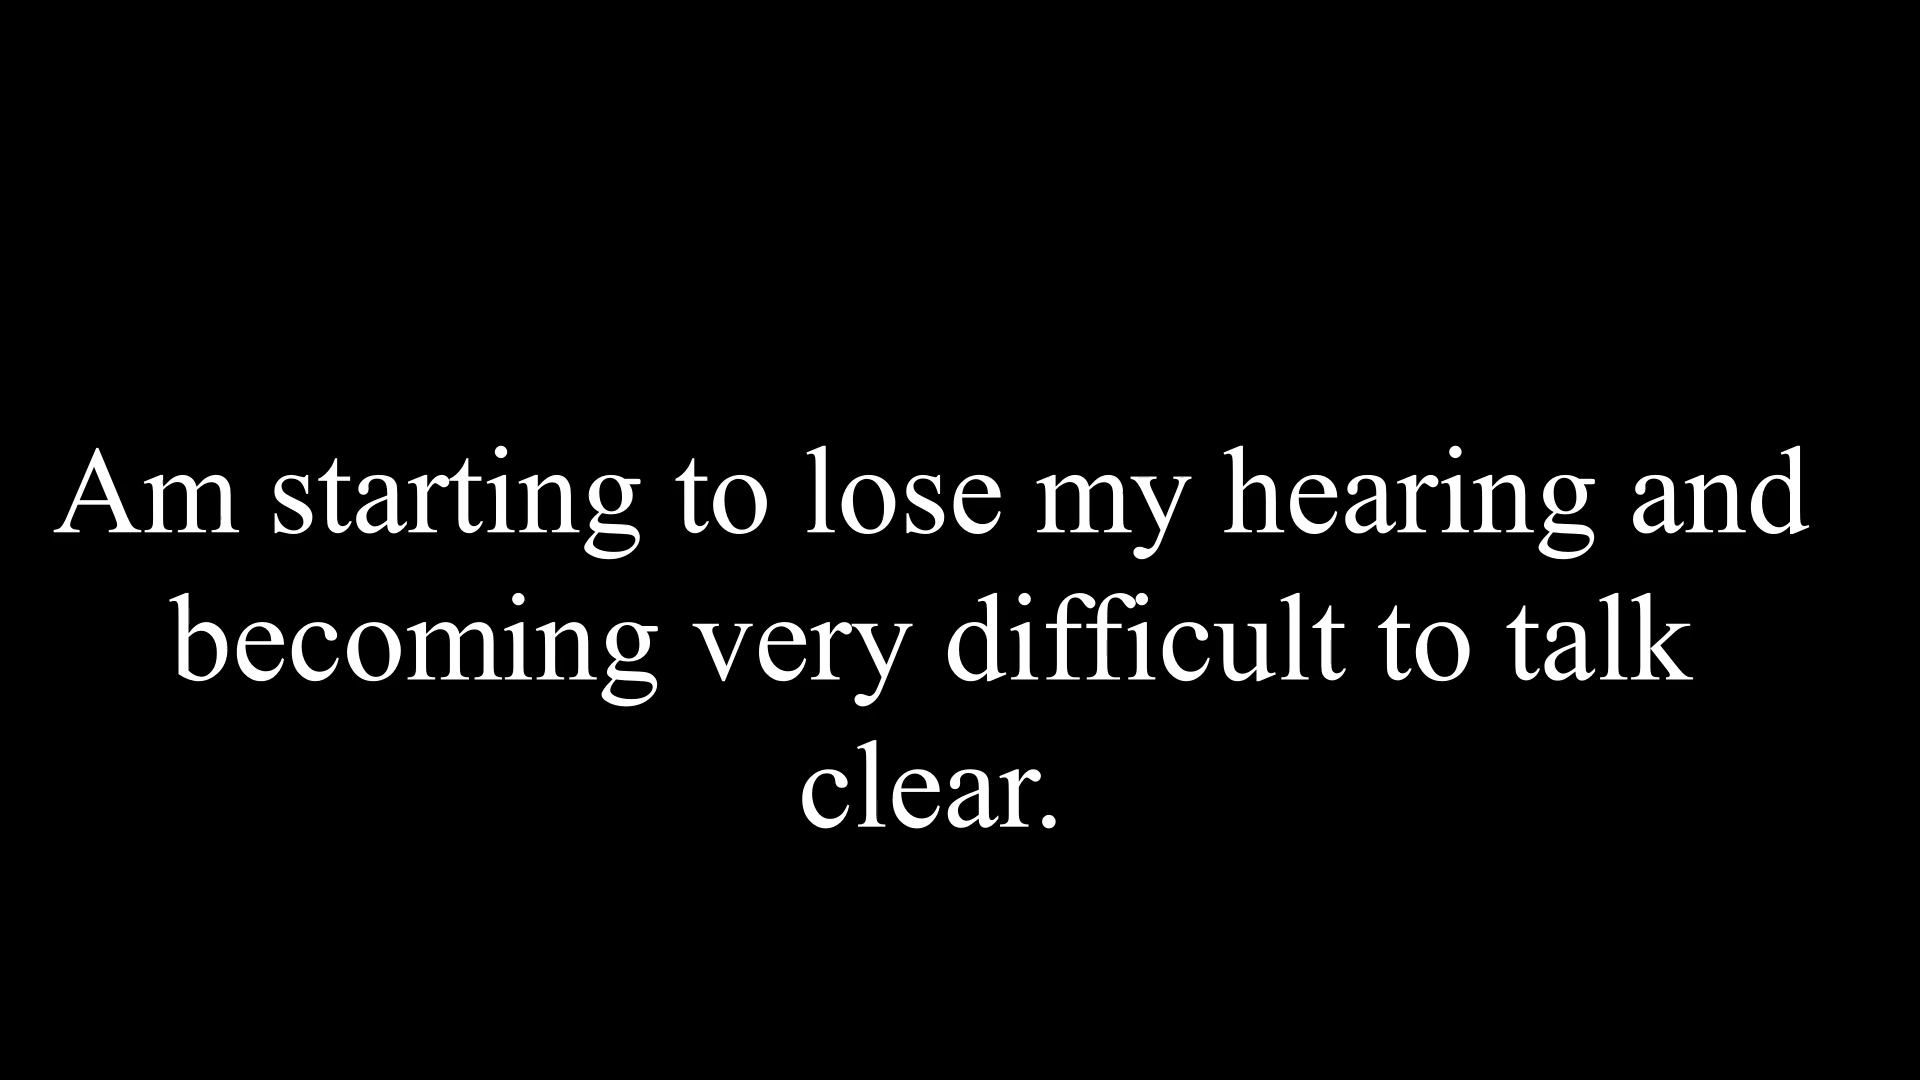 Am starting to lose my hearing and
becoming very difficult to talk
clear.